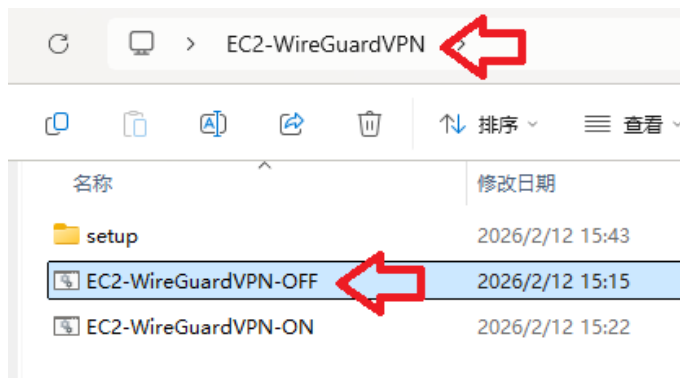 EC2-WireGuardVPN
排序 查看
名称 修改日期
setup 2026/2/12 15:43
EC2-WireGuardVPN-OFF 2026/2/12 15:15
EC2-WireGuardVPN-ON 2026/2/12 15:22